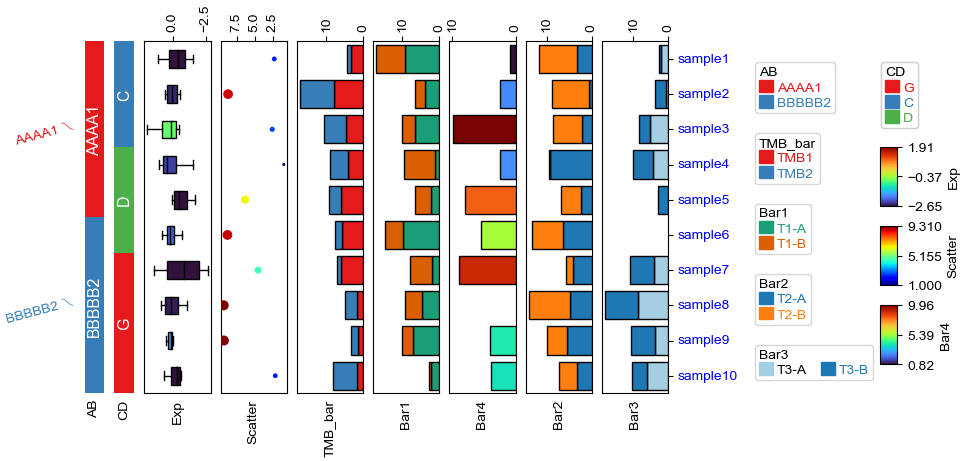 0.0 −2.5
7.5 5.0 2.5
10 0
10 0
10 0
10 0
10 0
AAAA1
BBBBB2
AAAA1
BBBBB2
C
D
G
sample1
sample2
sample3
sample4
sample5
sample6
sample7
sample8
sample9
sample10
AB
CD
Exp
Scatter
TMB_bar
Bar1
Bar4
Bar2
Bar3
AB
AAAA1
BBBBB2
TMB_bar
TMB1
TMB2
Bar1
T1-A
T1-B
Bar2
T2-A
T2-B
Bar3
T3-A T3-B
CD
G
C
D
1.91
−0.37
−2.65
Exp
9.310
5.155
1.000
Scatter
9.96
5.39
0.82
Bar4